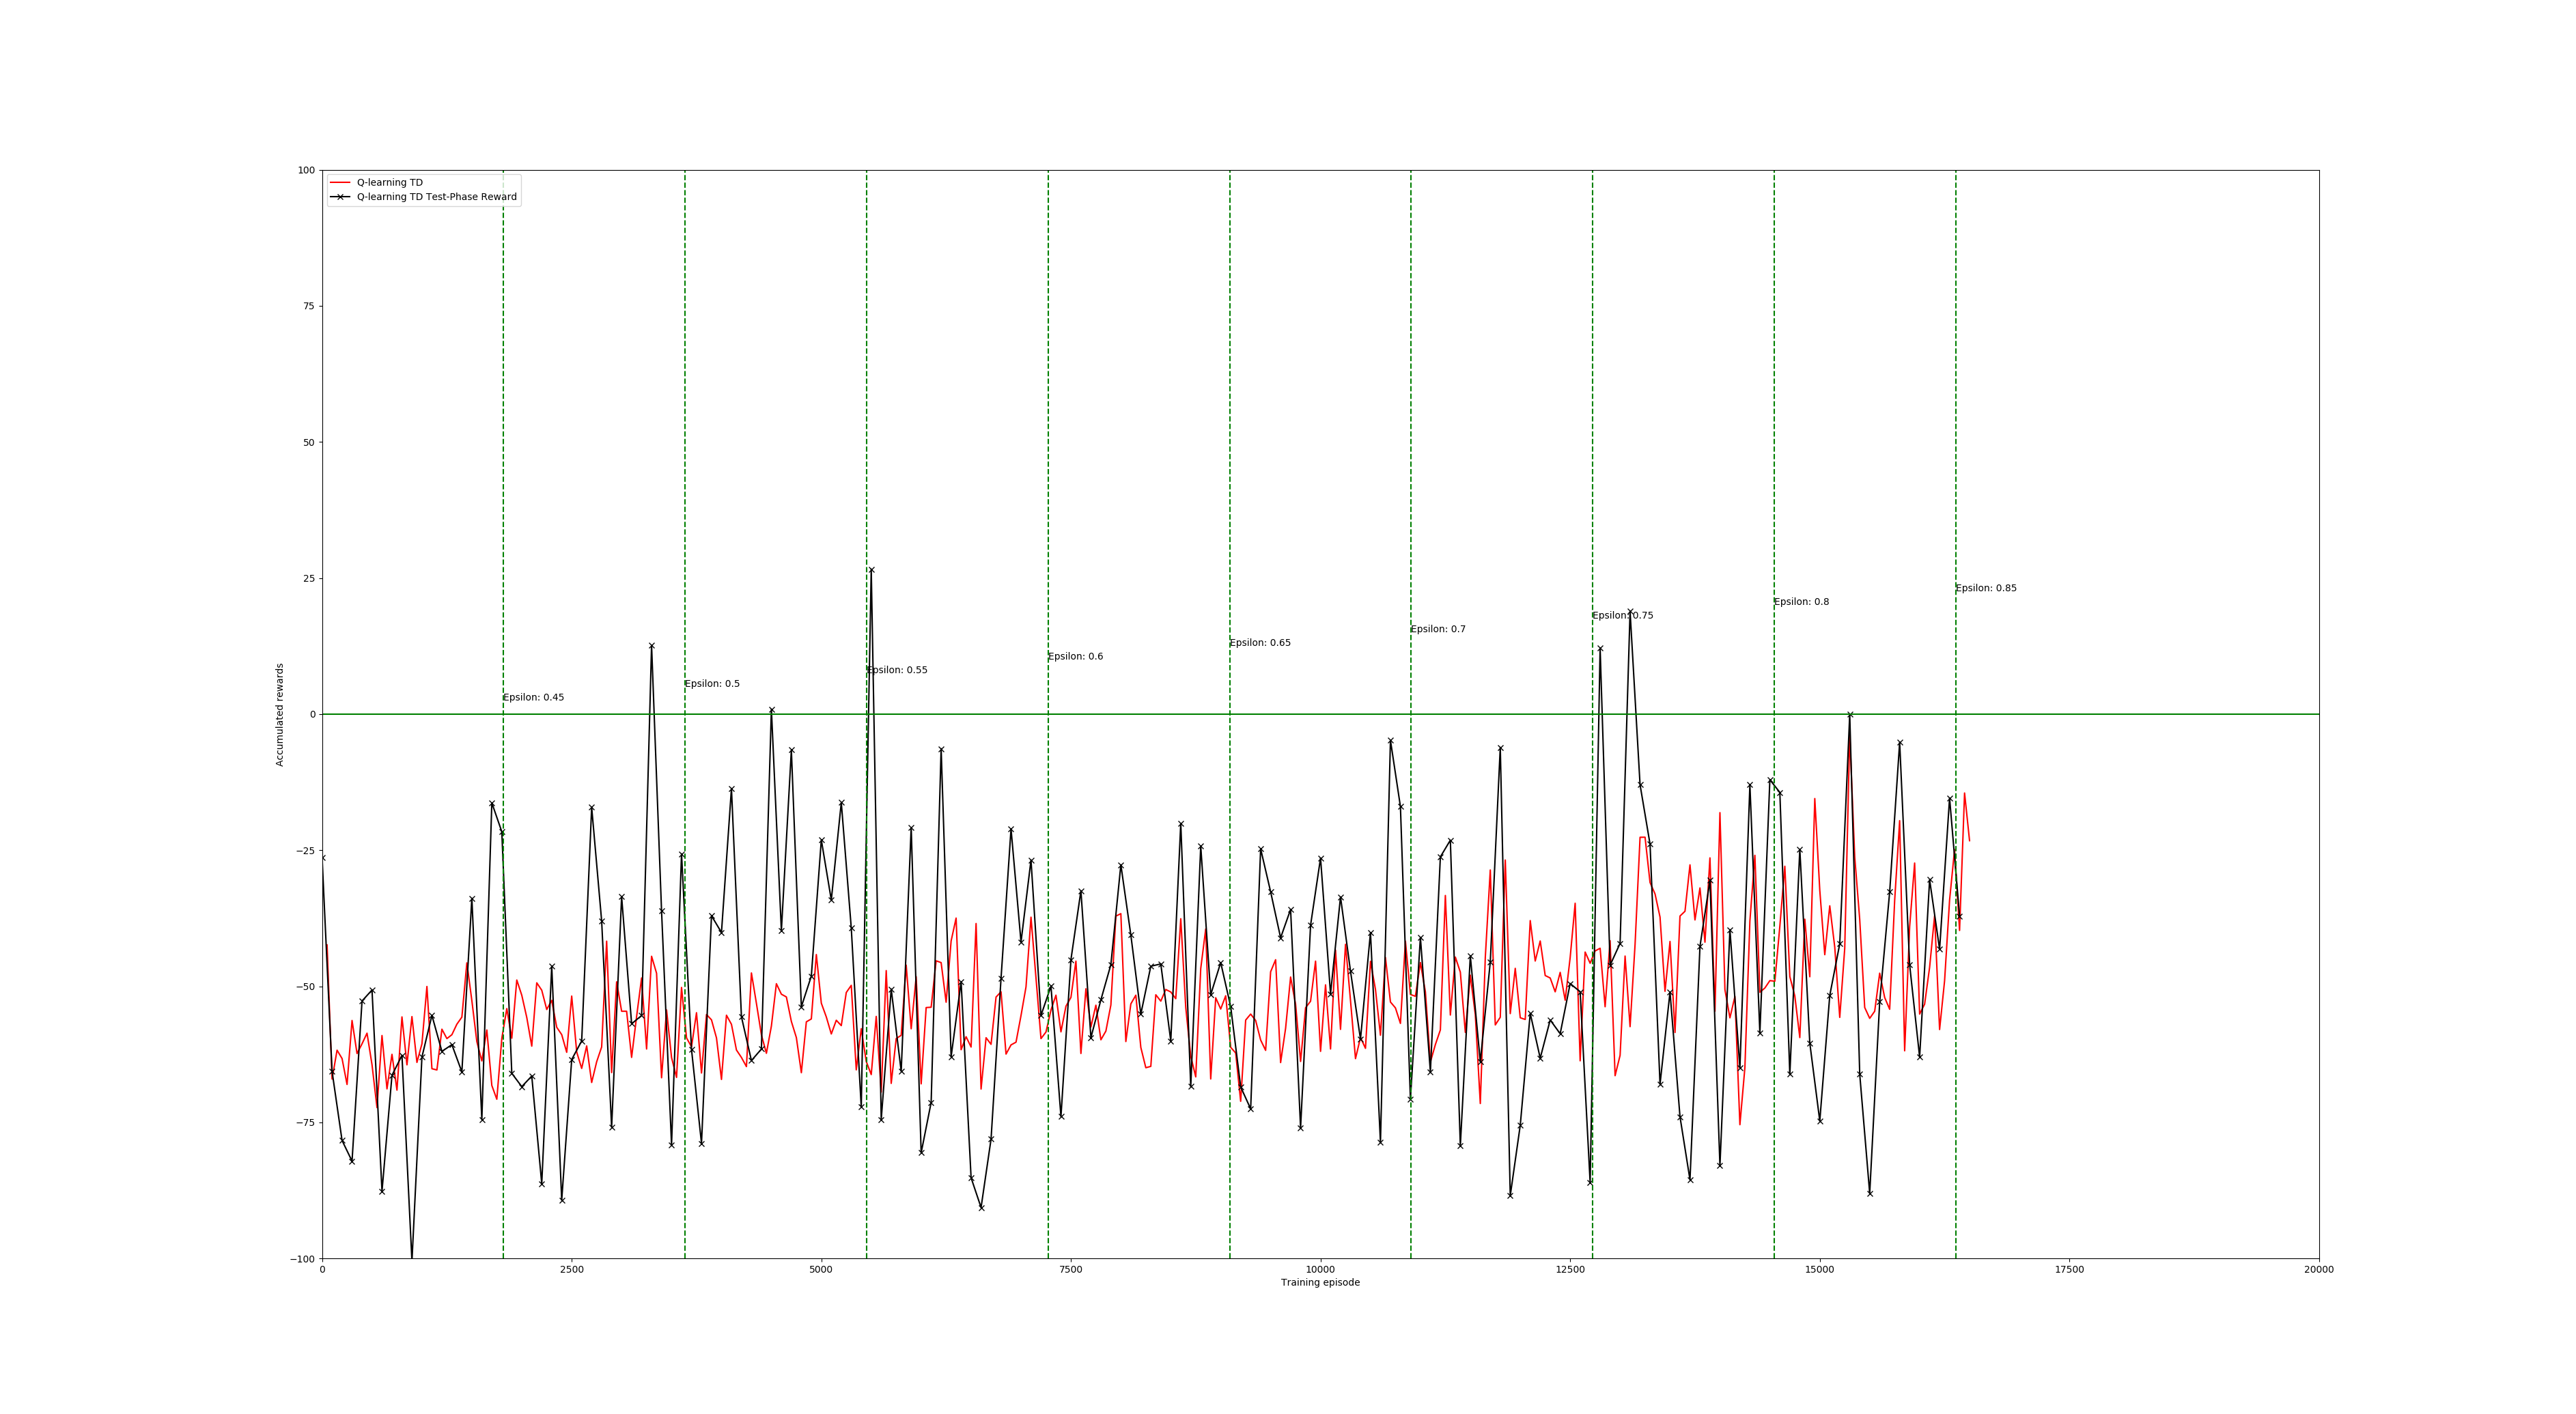 100
Q-learning TD
Q-learning TD Test-Phase Reward
75
50
25
Epsilon: 0.85
Epsilon: 0.8
Epsilon: 0.75
Epsilon: 0.7
Epsilon: 0.65
Epsilon: 0.6
Epsilon: 0.55
Epsilon: 0.5
Epsilon: 0.45
0
Accumulated rewards
−25
−50
−75
−100
0 2500 5000 7500 10000 12500 15000 17500 20000
Training episode